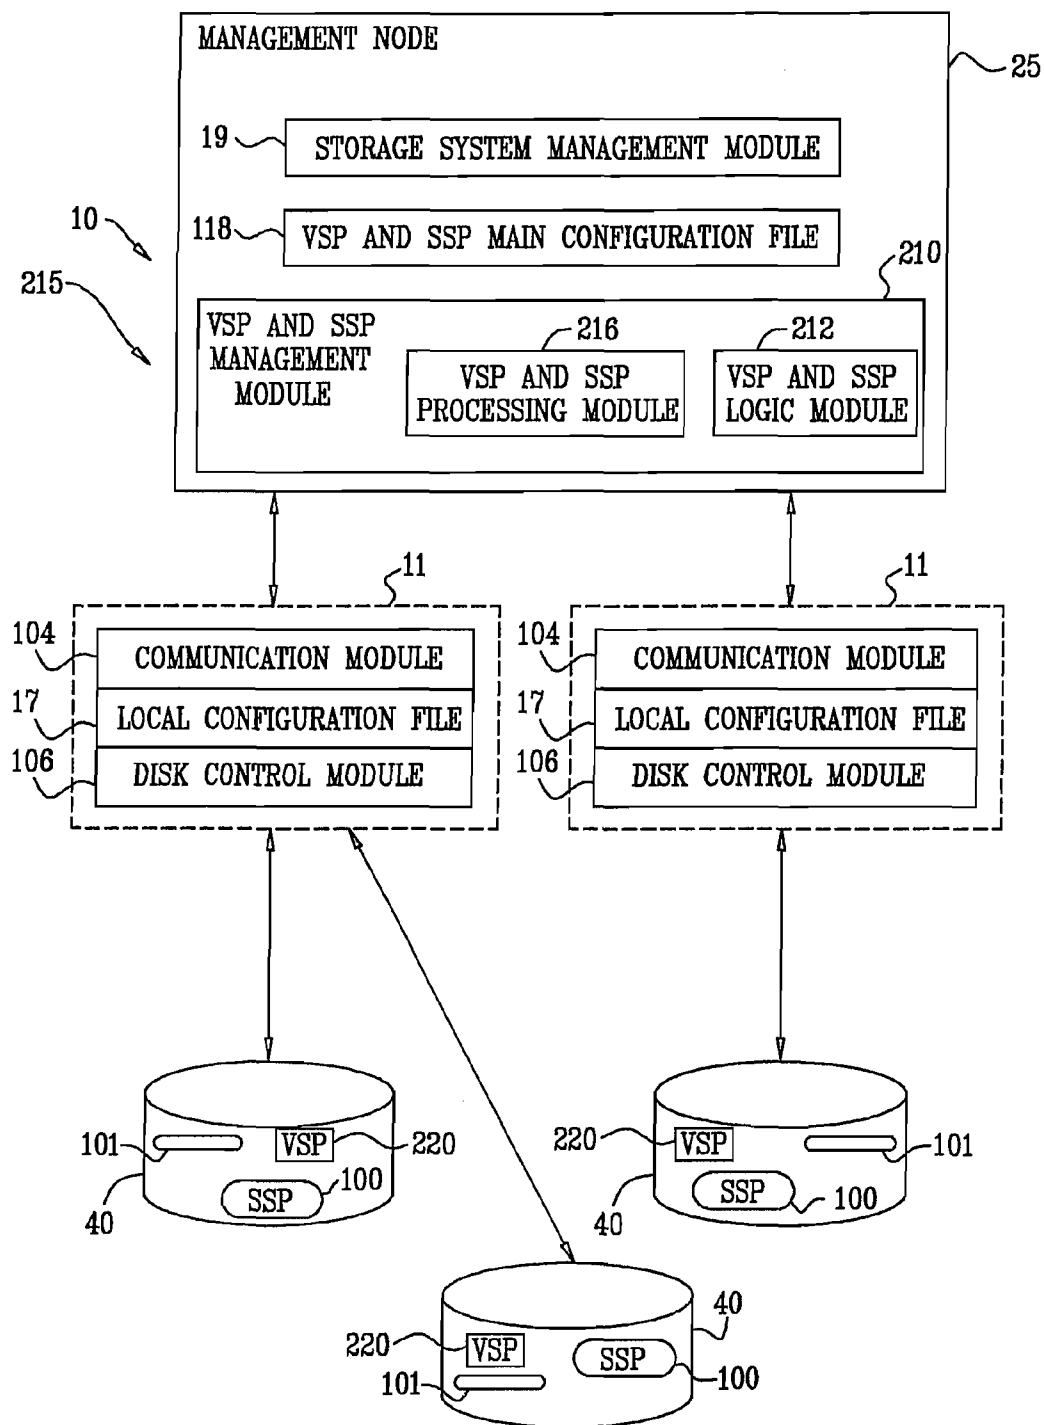 MANAGEMENT NODE
25
19
STORAGE SYSTEM MANAGEMENT MODULE
10
118
VSP AND SSP MAIN CONFIGURATION FILE
210
215
VSP AND SSP
MANAGEMENT
MODULE
216
VSP AND SSP
PROCESSING MODULE
212
VSP AND SSP
LOGIC MODULE
11
104
COMMUNICATION MODULE
17
LOCAL CONFIGURATION FILE
106
DISK CONTROL MODULE
11
104
COMMUNICATION MODULE
17
LOCAL CONFIGURATION FILE
106
DISK CONTROL MODULE
101
VSP
220
SSP
100
40
220
VSP
101
SSP
100
40
40
220
VSP
SSP
100
101